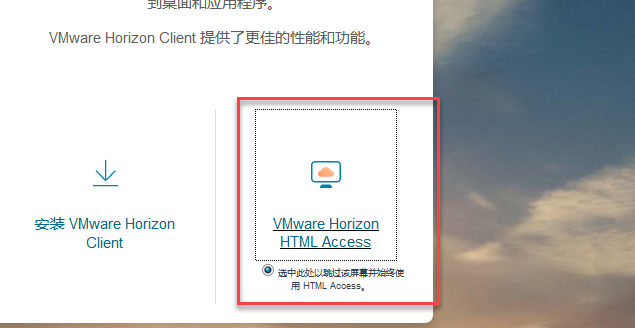 到桌面和应用程序。
VMware Horizon Client 提供了更佳的性能和功能。
安装 VMware Horizon
Client
VMware Horizon
HTML Access
选中此处以跳过该屏幕并始终使
用 HTML Access。